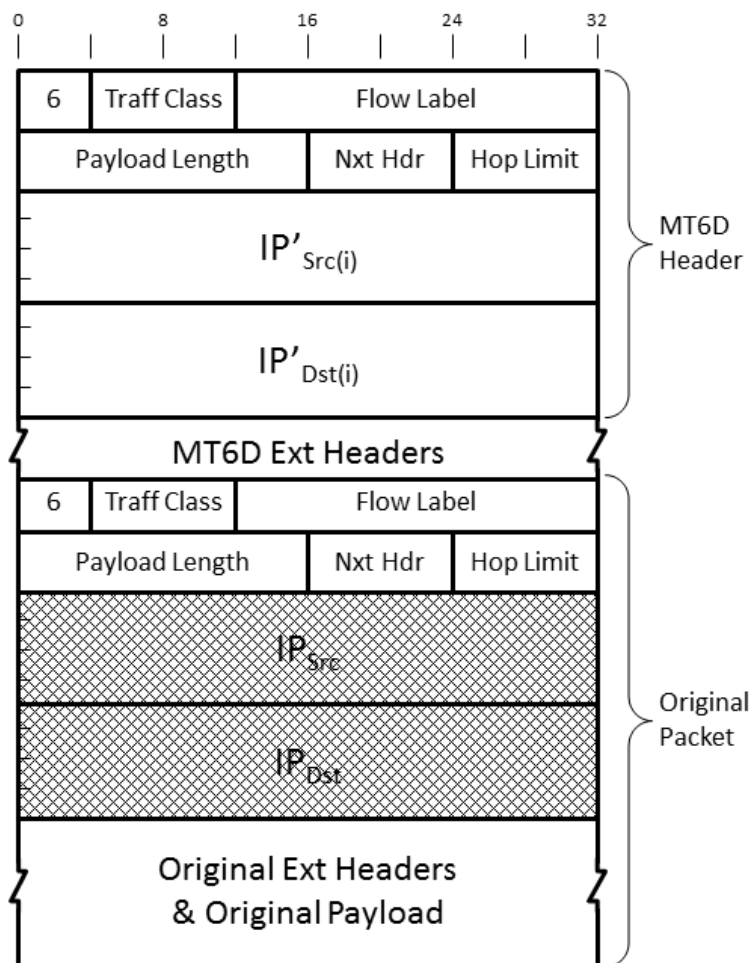 0 8 16 24 32
6 Traff Class Flow Label
Payload Length Nxt Hdr Hop Limit
IP’Src(i)
MT6D
Header
IP’Dst(i)
MT6D Ext Headers
6 Traff Class Flow Label
Payload Length Nxt Hdr Hop Limit
IPSrc
Original
Packet
IPDst
Original Ext Headers
& Original Payload